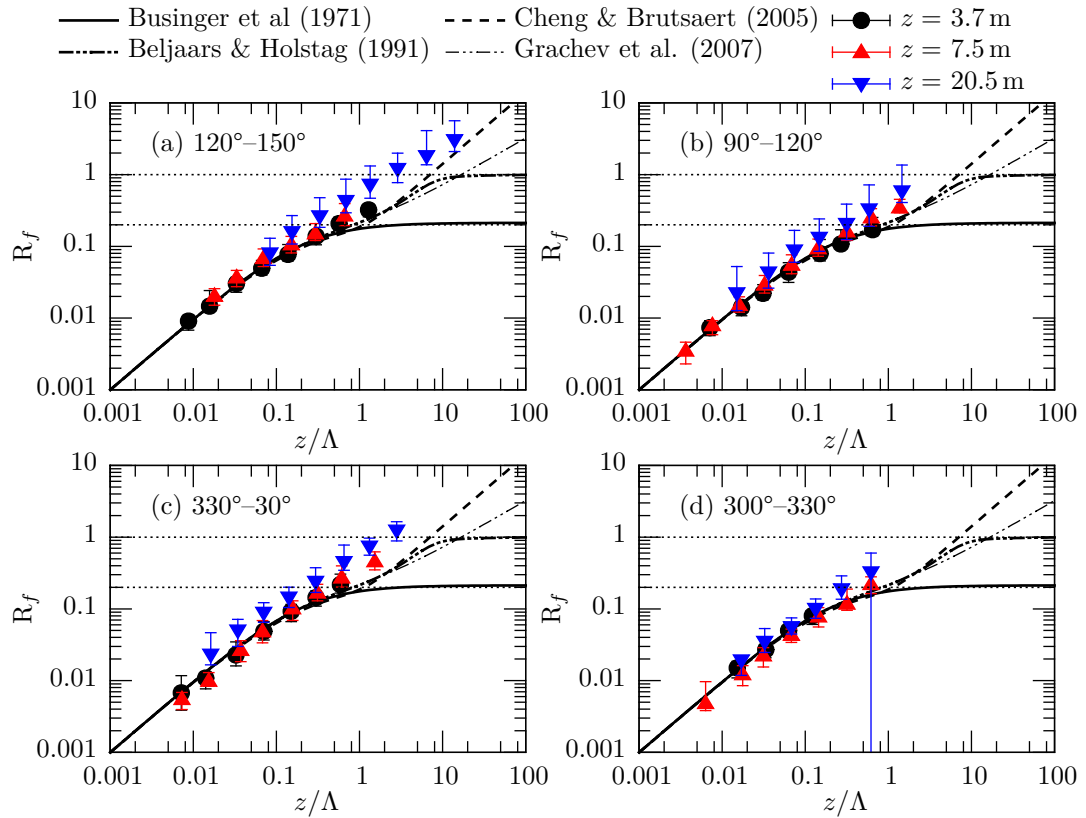 Businger et al (1971) Cheng & Brutsaert (2005) z = 3.7 m
Beljaars & Holstag (1991) Grachev et al. (2007) z = 7.5 m
z = 20.5 m
10
1
0.1
0.01
0.001
R_f
(a) 120°–150°
0.001 0.01 0.1 1 10 100
z/Λ
10
1
0.1
0.01
0.001
R_f
(b) 90°–120°
0.001 0.01 0.1 1 10 100
z/Λ
10
1
0.1
0.01
0.001
R_f
(c) 330°–30°
0.001 0.01 0.1 1 10 100
z/Λ
10
1
0.1
0.01
0.001
R_f
(d) 300°–330°
0.001 0.01 0.1 1 10 100
z/Λ